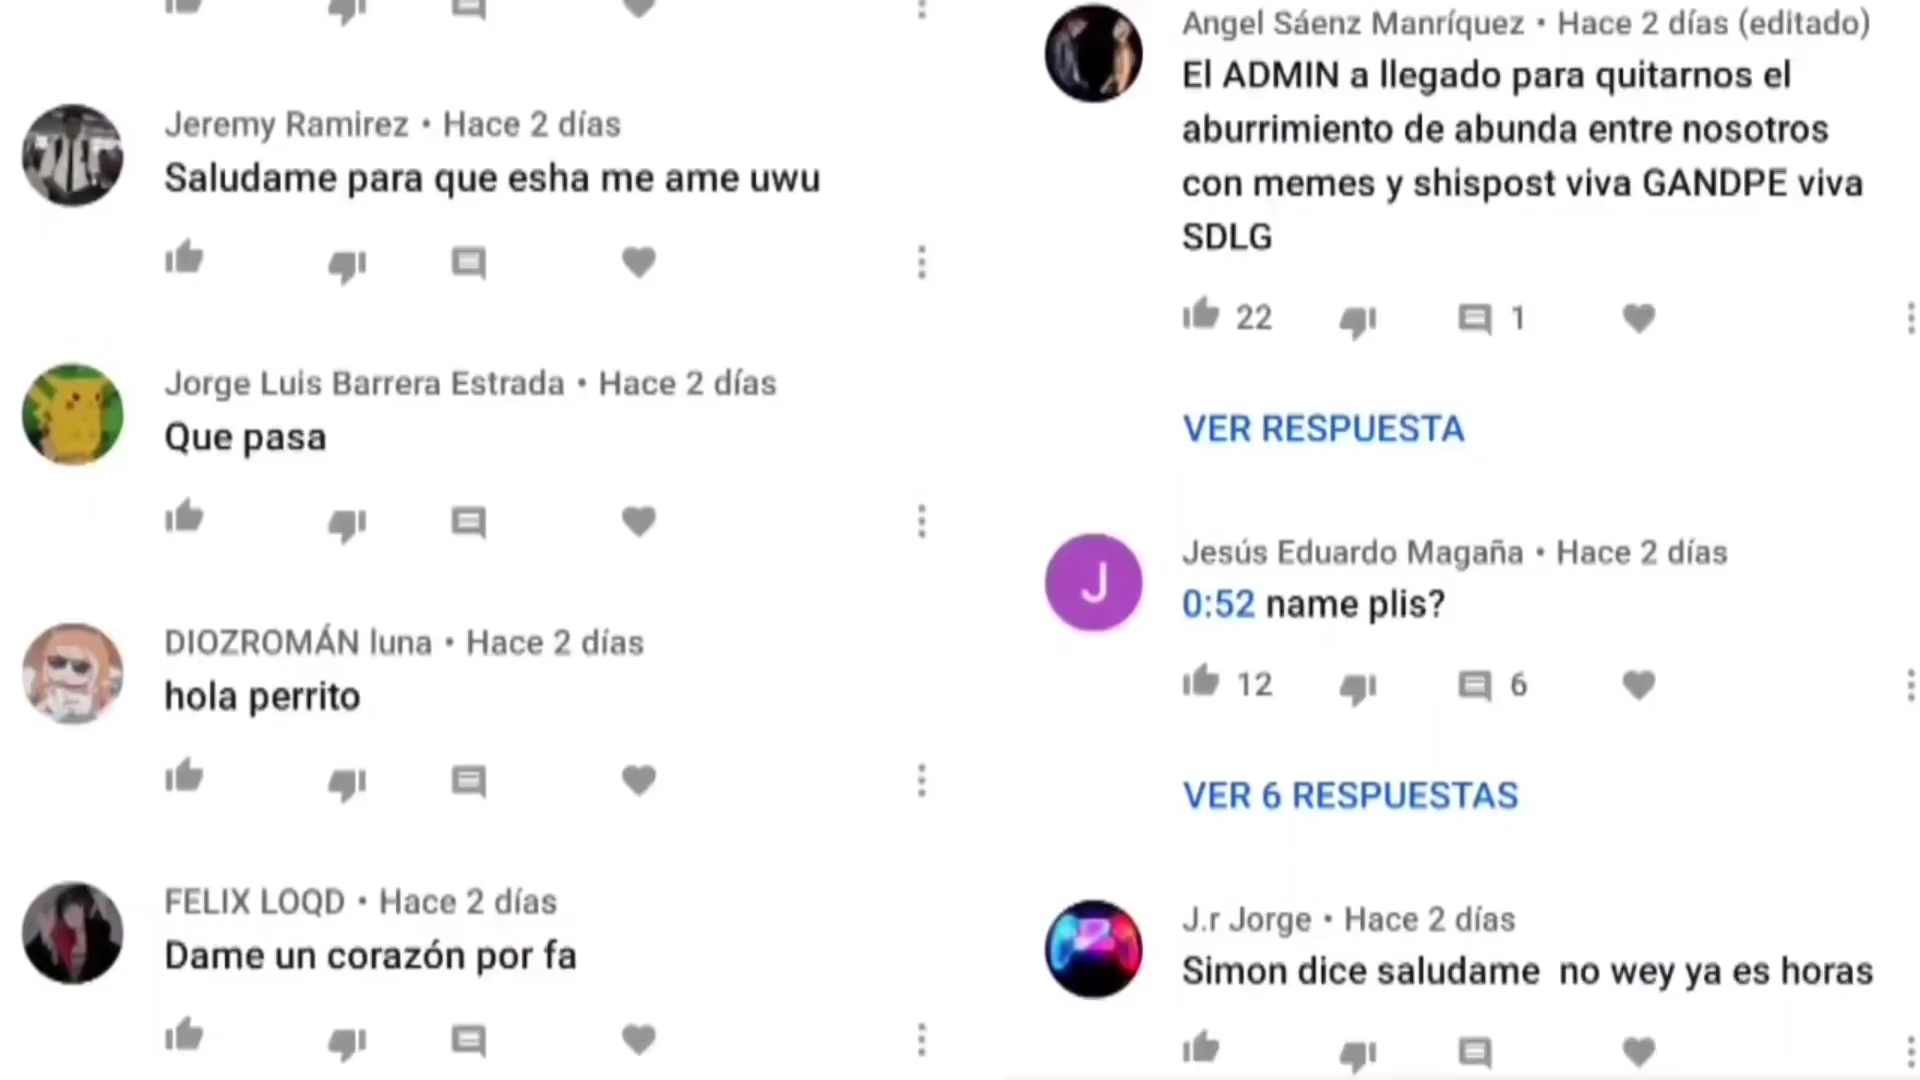 Jeremy Ramirez • Hace 2 días
Saludame para que esha me ame uwu
Jorge Luis Barrera Estrada • Hace 2 días
Que pasa
DIOZROMÁN luna • Hace 2 días
hola perrito
FELIX LOQD • Hace 2 días
Dame un corazón por fa
Angel Sáenz Manríquez • Hace 2 días (editado)
El ADMIN a llegado para quitarnos el
aburrimiento de abunda entre nosotros
con memes y shispost viva GANDPE viva
SDLG
22 1
VER RESPUESTA
J
Jesús Eduardo Magaña • Hace 2 días
0:52 name plis?
12 6
VER 6 RESPUESTAS
J.r Jorge • Hace 2 días
Simon dice saludame  no wey ya es horas